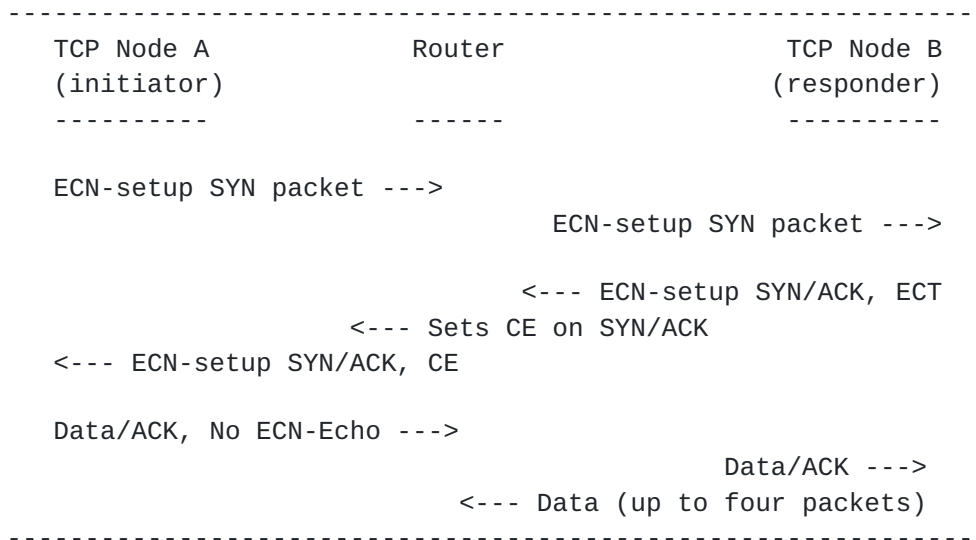 ---------------------------------------------------------------
TCP Node A             Router                  TCP Node B
(initiator)                                   (responder)
----------             ------                  ----------
ECN-setup SYN packet --->
ECN-setup SYN packet --->
<--- ECN-setup SYN/ACK, ECT
<--- Sets CE on SYN/ACK
<--- ECN-setup SYN/ACK, CE
Data/ACK, No ECN-Echo --->
Data/ACK --->
<--- Data (up to four packets)
---------------------------------------------------------------